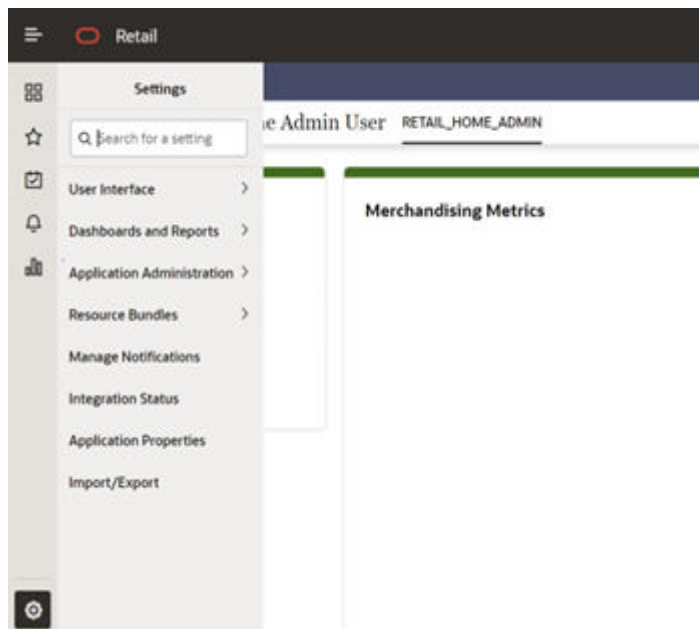 Retail
Settings
Search for a setting
e Admin User RETAIL_HOME_ADMIN
User Interface
Merchandising Metrics
Dashboards and Reports
Application Administration
Resource Bundles
Manage Notifications
Integration Status
Application Properties
Import/Export